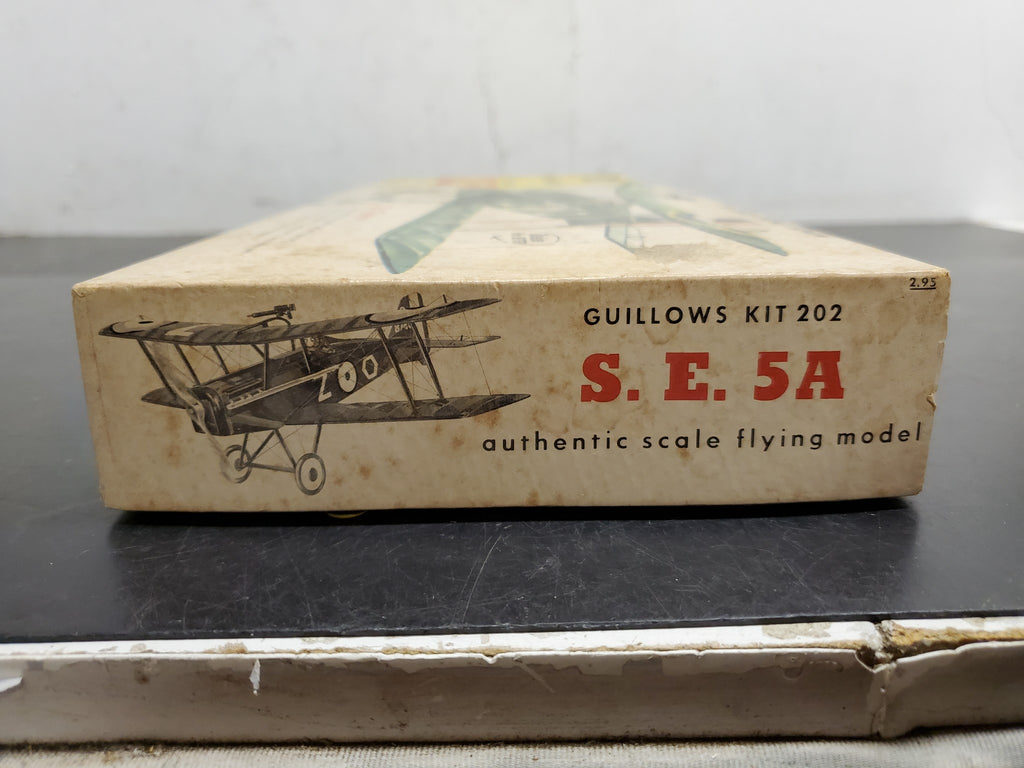 2.95
GUILLOWS KIT 202
S. E. 5A
authentic scale flying model
Z